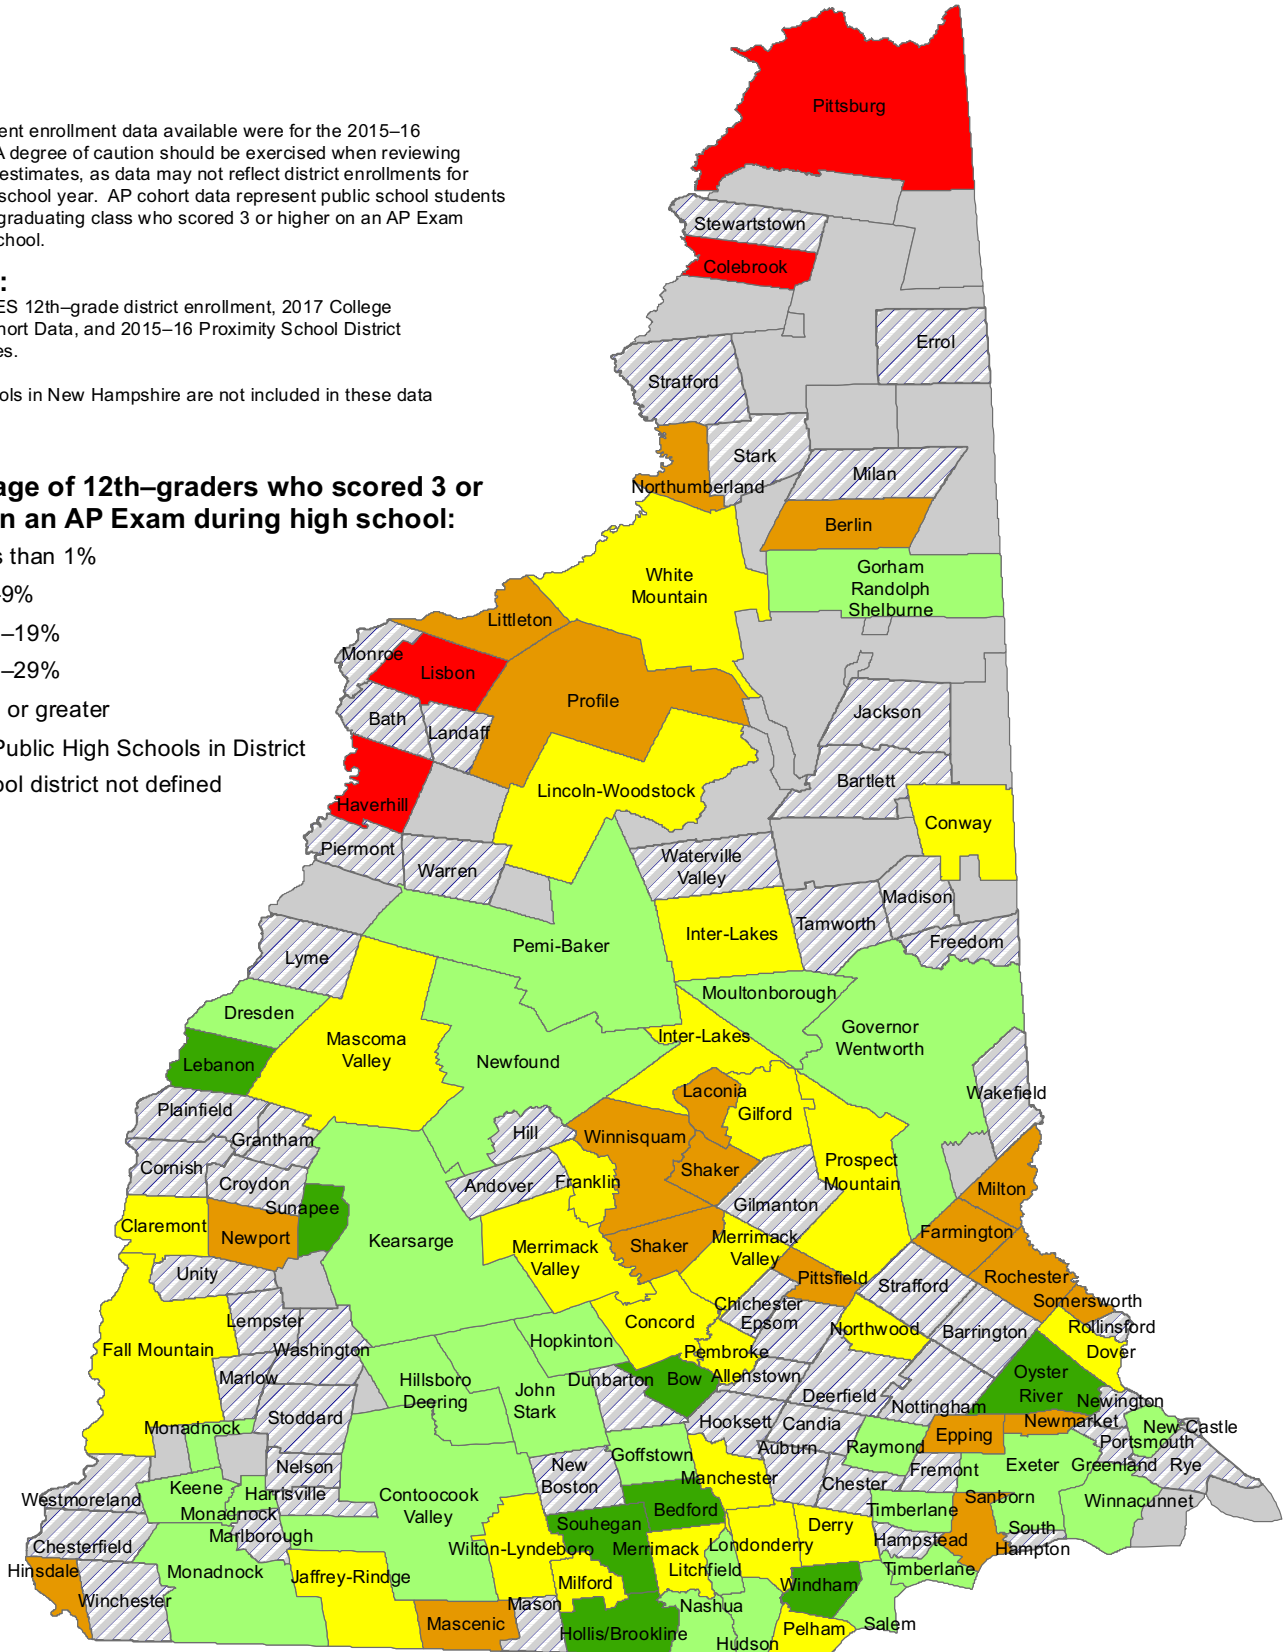 ent enrollment data available were for the 2015–16
A degree of caution should be exercised when reviewing
estimates, as data may not reflect district enrollments for
school year. AP cohort data represent public school students
graduating class who scored 3 or higher on an AP Exam
chool.
:
ES 12th–grade district enrollment, 2017 College
hort Data, and 2015–16 Proximity School District
es.
ols in New Hampshire are not included in these data
age of 12th–graders who scored 3 or
n an AP Exam during high school:
s than 1%
–9%
–19%
–29%
or greater
Public High Schools in District
ool district not defined
Pittsburg
Stewartstown
Colebrook
Errol
Stratford
Stark
Milan
Northumberland
Berlin
White
Mountain
Gorham
Randolph
Shelburne
Littleton
Monroe
Lisbon
Profile
Bath
Landaff
Jackson
Bartlett
Lincoln-Woodstock
Haverhill
Conway
Piermont
Warren
Waterville
Valley
Madison
Tamworth
Inter-Lakes
Freedom
Pemi-Baker
Lyme
Moultonborough
Dresden
Governor
Wentworth
Mascoma
Valley
Inter-Lakes
Newfound
Lebanon
Laconia
Wakefield
Plainfield
Gilford
Grantham
Hill
Winnisquam
Cornish
Croydon
Andover
Franklin
Shaker
Prospect
Mountain
Milton
Sunapee
Gilmanton
Claremont
Newport
Kearsarge
Merrimack
Valley
Shaker
Merrimack
Valley
Farmington
Unity
Pittsfield
Strafford
Rochester
Chichester
Somersworth
Lempster
Epsom
Concord
Northwood
Barrington
Rollinsford
Washington
Hopkinton
Fall Mountain
Pembroke
Dover
Marlow
Hillsboro
Deering
Dunbarton
Bow
Allenstown
Oyster
River
John
Stark
Deerfield
Nottingham
Newington
Stoddard
Monadnock
Hooksett
Candia
Newmarket
New Castle
Epping
Portsmouth
Auburn
Raymond
Goffstown
Nelson
New
Boston
Manchester
Fremont
Exeter
Greenland
Rye
Chester
Keene
Harrisville
Westmoreland
Contoocook
Valley
Sanborn
Winnacunnet
Monadnock
Bedford
Timberlane
Souhegan
Derry
South
Hampton
Marlborough
Hampstead
Chesterfield
Wilton-Lyndeboro
Merrimack
Londonderry
Litchfield
Timberlane
Hinsdale
Monadnock
Jaffrey-Rindge
Milford
Windham
Winchester
Mason
Nashua
Mascenic
Salem
Hollis/Brookline
Pelham
Hudson